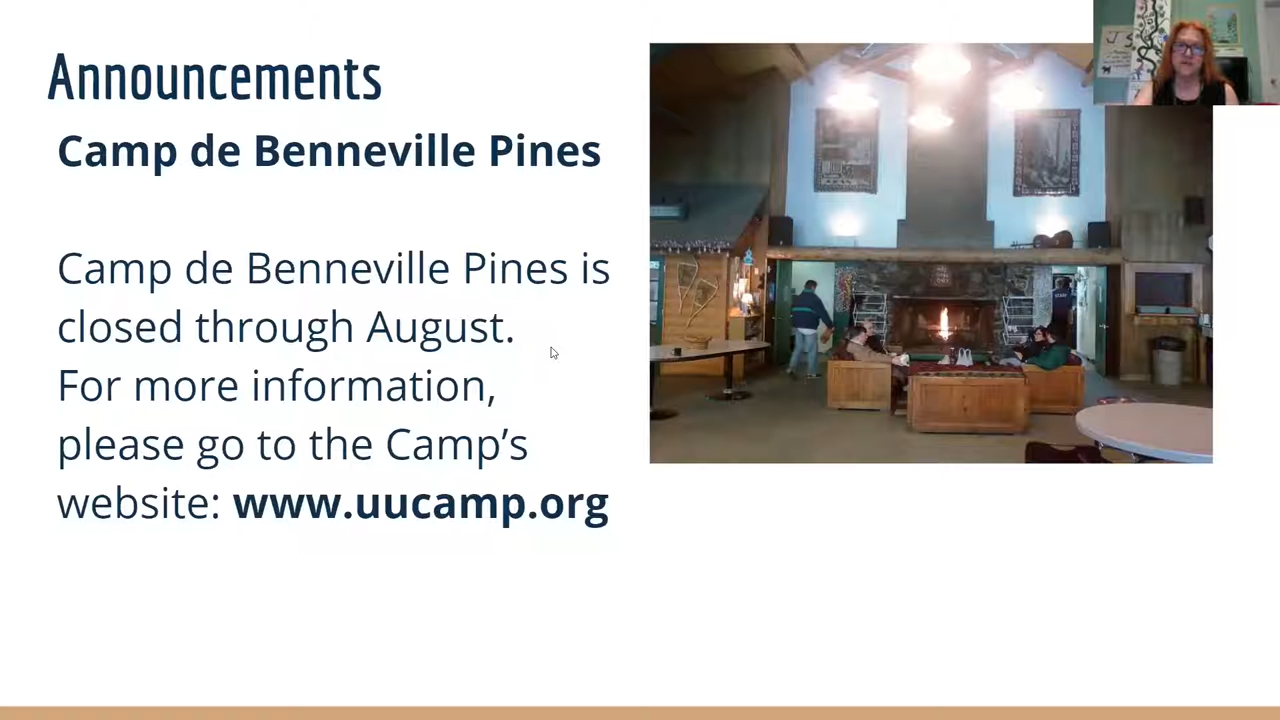 Announcements
Camp de Benneville Pines
Camp de Benneville Pines is
closed through August.
For more information,
please go to the Camp’s
website: www.uucamp.org